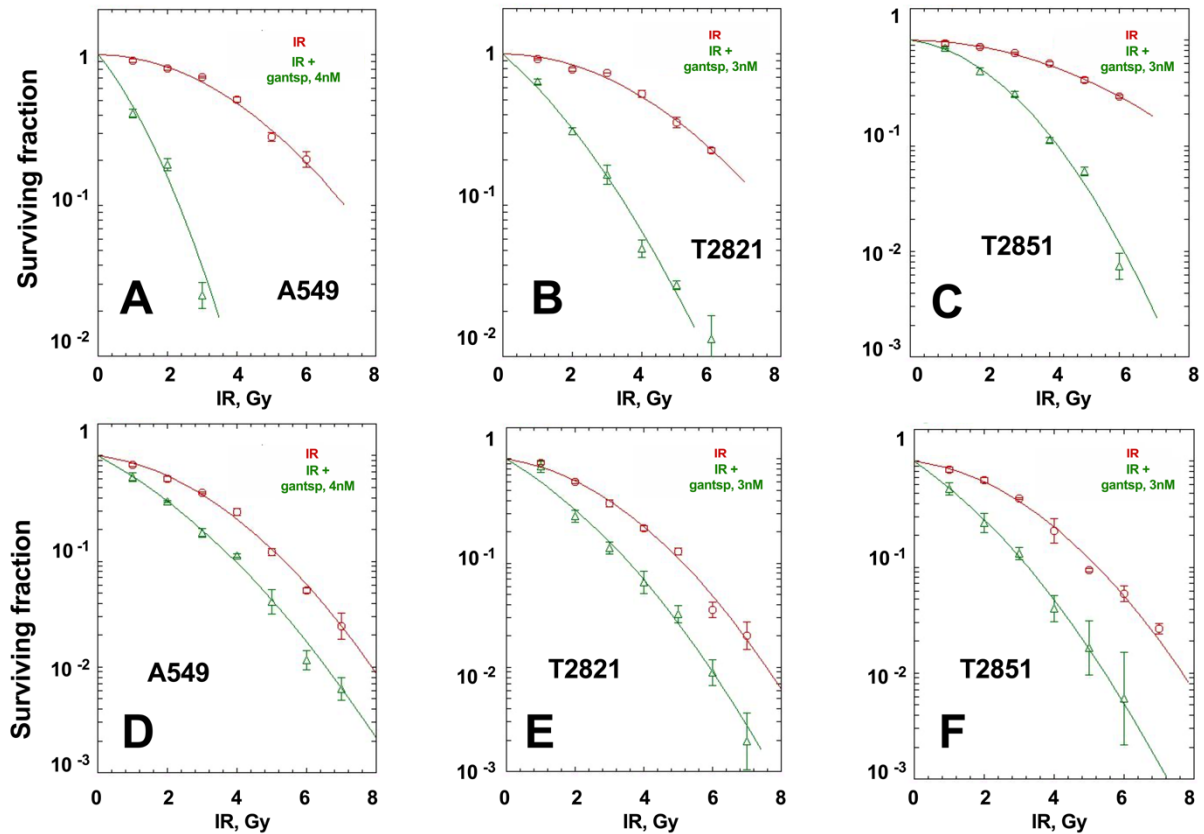 IR
IR +
gantsp, 4nM
1
10 -1
10 -2
Surviving fraction
A
A549
0 2 4 6 8
IR, Gy
IR
IR +
gantsp, 3nM
1
10 -1
10 -2
B
T2821
0 2 4 6 8
IR, Gy
IR
IR +
gantsp, 3nM
1
10 -1
10 -2
10 -3
C
T2851
0 2 4 6 8
IR, Gy
IR
IR +
gantsp, 4nM
1
10 -1
10 -2
10 -3
Surviving fraction
D
A549
0 2 4 6 8
IR, Gy
IR
IR +
gantsp, 3nM
1
10 -1
10 -2
10 -3
E
T2821
0 2 4 6 8
IR, Gy
IR
IR +
gantsp, 3nM
1
10 -1
10 -2
10 -3
F
T2851
0 2 4 6 8
IR, Gy